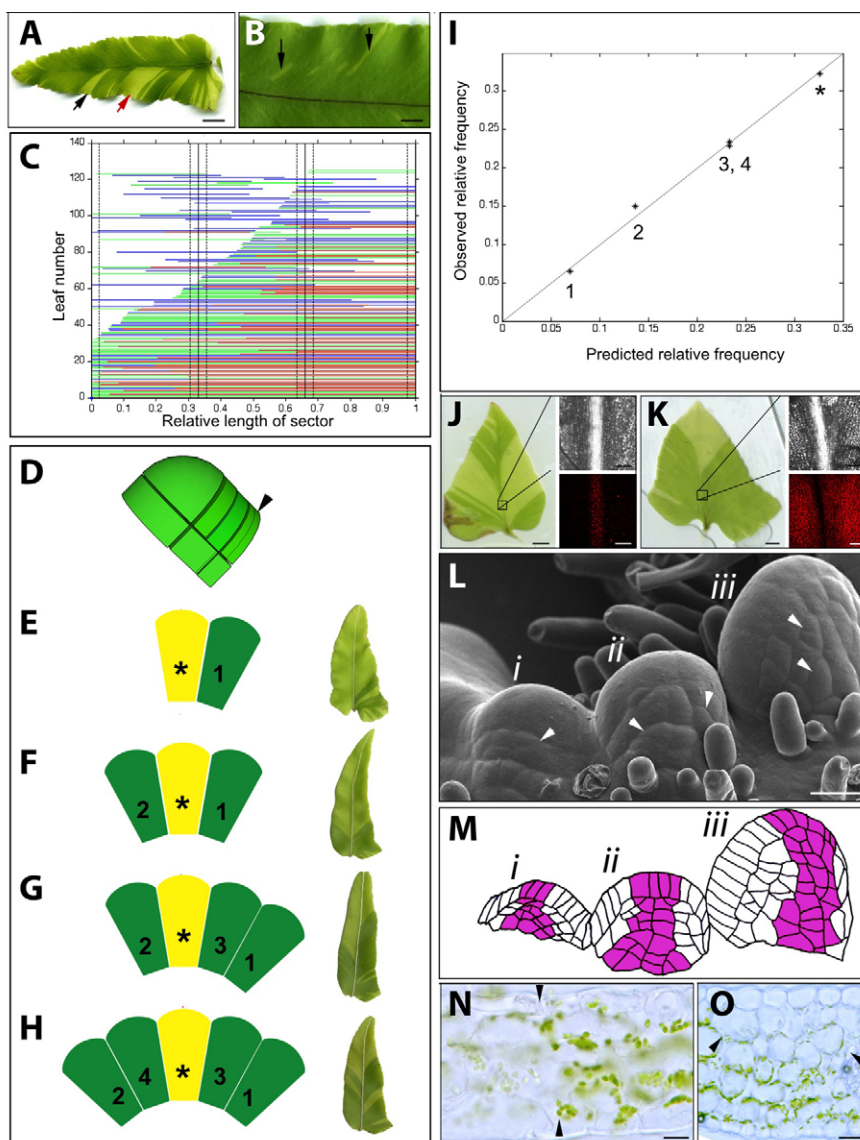 A
B
C
140
120
100
80
60
40
20
0
Leaf number
0 0.1 0.2 0.3 0.4 0.5 0.6 0.7 0.8 0.9 1
Relative length of sector
D
E
* 1
F
2 * 1
G
2 * 3 1
H
2 4 * 3 1
I
Observed relative frequency
0.35
0.3
0.25
0.2
0.15
0.1
0.05
0
*
3, 4
2
1
0.05 0.1 0.15 0.2 0.25 0.3 0.35
Predicted relative frequency
J
K
L
i
ii
iii
M
i
ii
iii
N
O